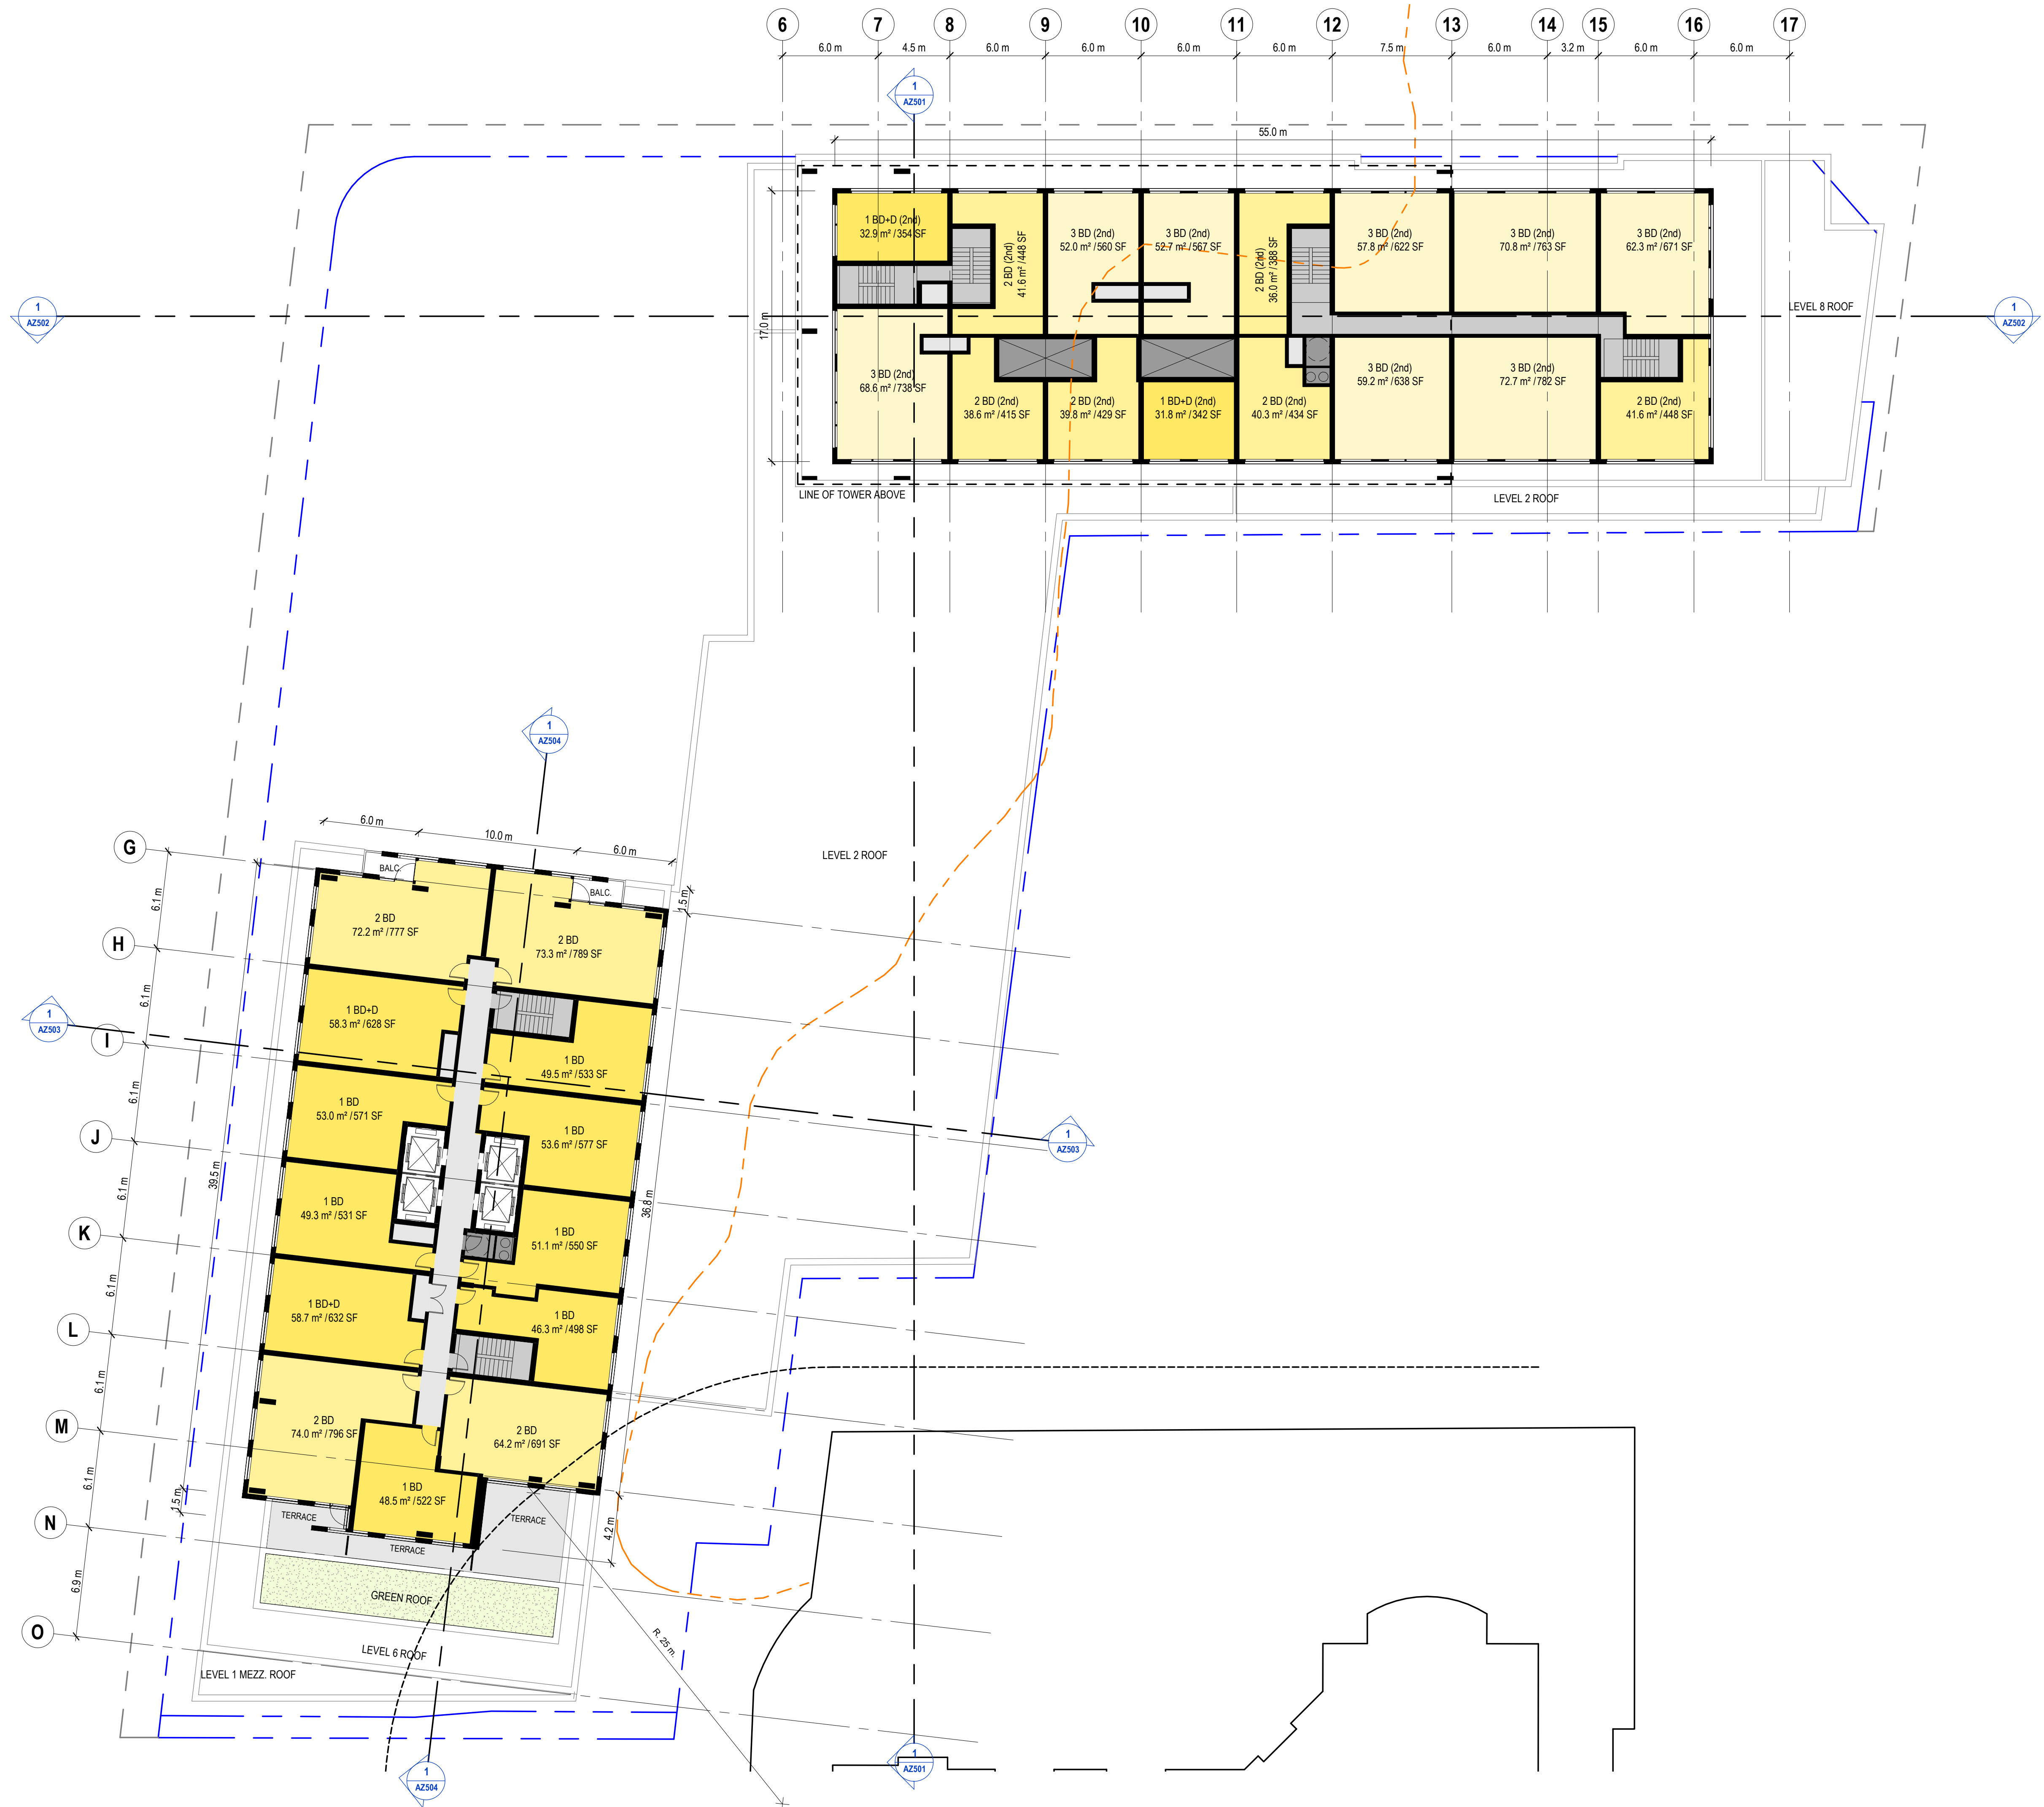 6 7 8 9 10 11 12 13 14 15 16 17
6.0 m 4.5 m 6.0 m 6.0 m 6.0 m 6.0 m 7.5 m 6.0 m 3.2 m 6.0 m 6.0 m
1
AZ501
55.0 m
17.0 m
1 BD+D (2nd)
32.9 m² / 354 SF
2 BD (2nd)
41.6 m² / 448 SF
3 BD (2nd)
52.0 m² / 560 SF
3 BD (2nd)
52.7 m² / 567 SF
2 BD (2nd)
36.0 m² / 388 SF
3 BD (2nd)
57.8 m² / 622 SF
3 BD (2nd)
70.8 m² / 763 SF
3 BD (2nd)
62.3 m² / 671 SF
1
AZ502
LEVEL 8 ROOF
1
AZ502
3 BD (2nd)
68.6 m² / 738 SF
2 BD (2nd)
38.6 m² / 415 SF
2 BD (2nd)
39.8 m² / 429 SF
1 BD+D (2nd)
31.8 m² / 342 SF
2 BD (2nd)
40.3 m² / 434 SF
3 BD (2nd)
59.2 m² / 638 SF
3 BD (2nd)
72.7 m² / 782 SF
2 BD (2nd)
41.6 m² / 448 SF
LINE OF TOWER ABOVE
LEVEL 2 ROOF
1
AZ504
6.0 m 10.0 m 6.0 m
LEVEL 2 ROOF
G
6.1 m
H
6.1 m
I
6.1 m
J
6.1 m
K
6.1 m
L
6.1 m
M
6.1 m
N
6.9 m
O
39.5 m
1.5 m
1.5 m
36.8 m
4.2 m
BALC.
BALC.
2 BD
72.2 m² / 777 SF
2 BD
73.3 m² / 789 SF
1 BD+D
58.3 m² / 628 SF
1 BD
49.5 m² / 533 SF
1
AZ503
1 BD
53.0 m² / 571 SF
1 BD
53.6 m² / 577 SF
1
AZ503
1 BD
49.3 m² / 531 SF
1 BD
51.1 m² / 550 SF
1 BD+D
58.7 m² / 632 SF
1 BD
46.3 m² / 498 SF
2 BD
74.0 m² / 796 SF
2 BD
64.2 m² / 691 SF
1 BD
48.5 m² / 522 SF
TERRACE
TERRACE
TERRACE
GREEN ROOF
LEVEL 6 ROOF
LEVEL 1 MEZZ. ROOF
R. 25 m.
1
AZ504
1
AZ501